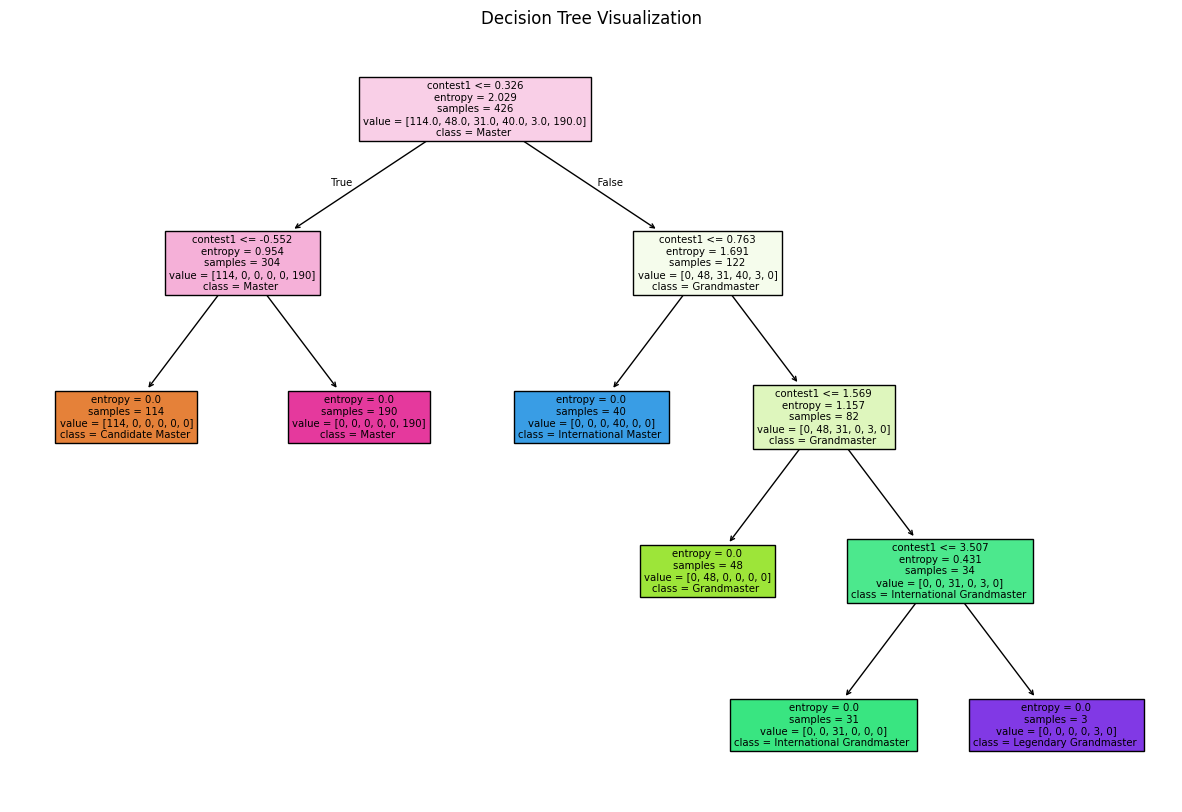 Decision Tree Visualization
contest1 <= 0.326
entropy = 2.029
samples = 426
value = [114.0, 48.0, 31.0, 40.0, 3.0, 190.0]
class = Master
True
False
contest1 <= -0.552
entropy = 0.954
samples = 304
value = [114, 0, 0, 0, 0, 190]
class = Master
contest1 <= 0.763
entropy = 1.691
samples = 122
value = [0, 48, 31, 40, 3, 0]
class = Grandmaster
entropy = 0.0
samples = 114
value = [114, 0, 0, 0, 0, 0]
class = Candidate Master
entropy = 0.0
samples = 190
value = [0, 0, 0, 0, 0, 190]
class = Master
entropy = 0.0
samples = 40
value = [0, 0, 0, 40, 0, 0]
class = International Master
contest1 <= 1.569
entropy = 1.157
samples = 82
value = [0, 48, 31, 0, 3, 0]
class = Grandmaster
entropy = 0.0
samples = 48
value = [0, 48, 0, 0, 0, 0]
class = Grandmaster
contest1 <= 3.507
entropy = 0.431
samples = 34
value = [0, 0, 31, 0, 3, 0]
class = International Grandmaster
entropy = 0.0
samples = 31
value = [0, 0, 31, 0, 0, 0]
class = International Grandmaster
entropy = 0.0
samples = 3
value = [0, 0, 0, 0, 3, 0]
class = Legendary Grandmaster